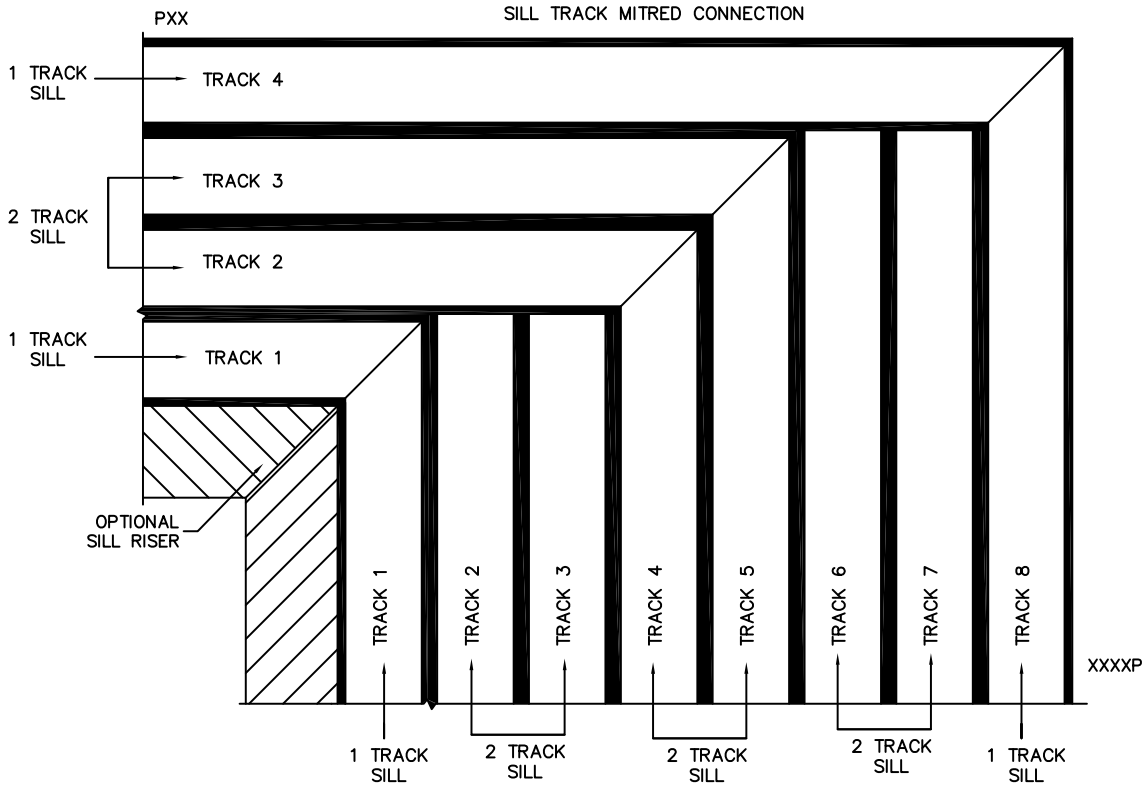 PXX
SILL TRACK MITRED CONNECTION
1 TRACK
SILL
TRACK 4
TRACK 3
2 TRACK
SILL
TRACK 2
1 TRACK
SILL
TRACK 1
OPTIONAL
SILL RISER
TRACK 1
TRACK 2
TRACK 3
TRACK 4
TRACK 5
TRACK 6
TRACK 7
TRACK 8
XXXXP
1 TRACK
SILL
2 TRACK
SILL
2 TRACK
SILL
2 TRACK
SILL
1 TRACK
SILL